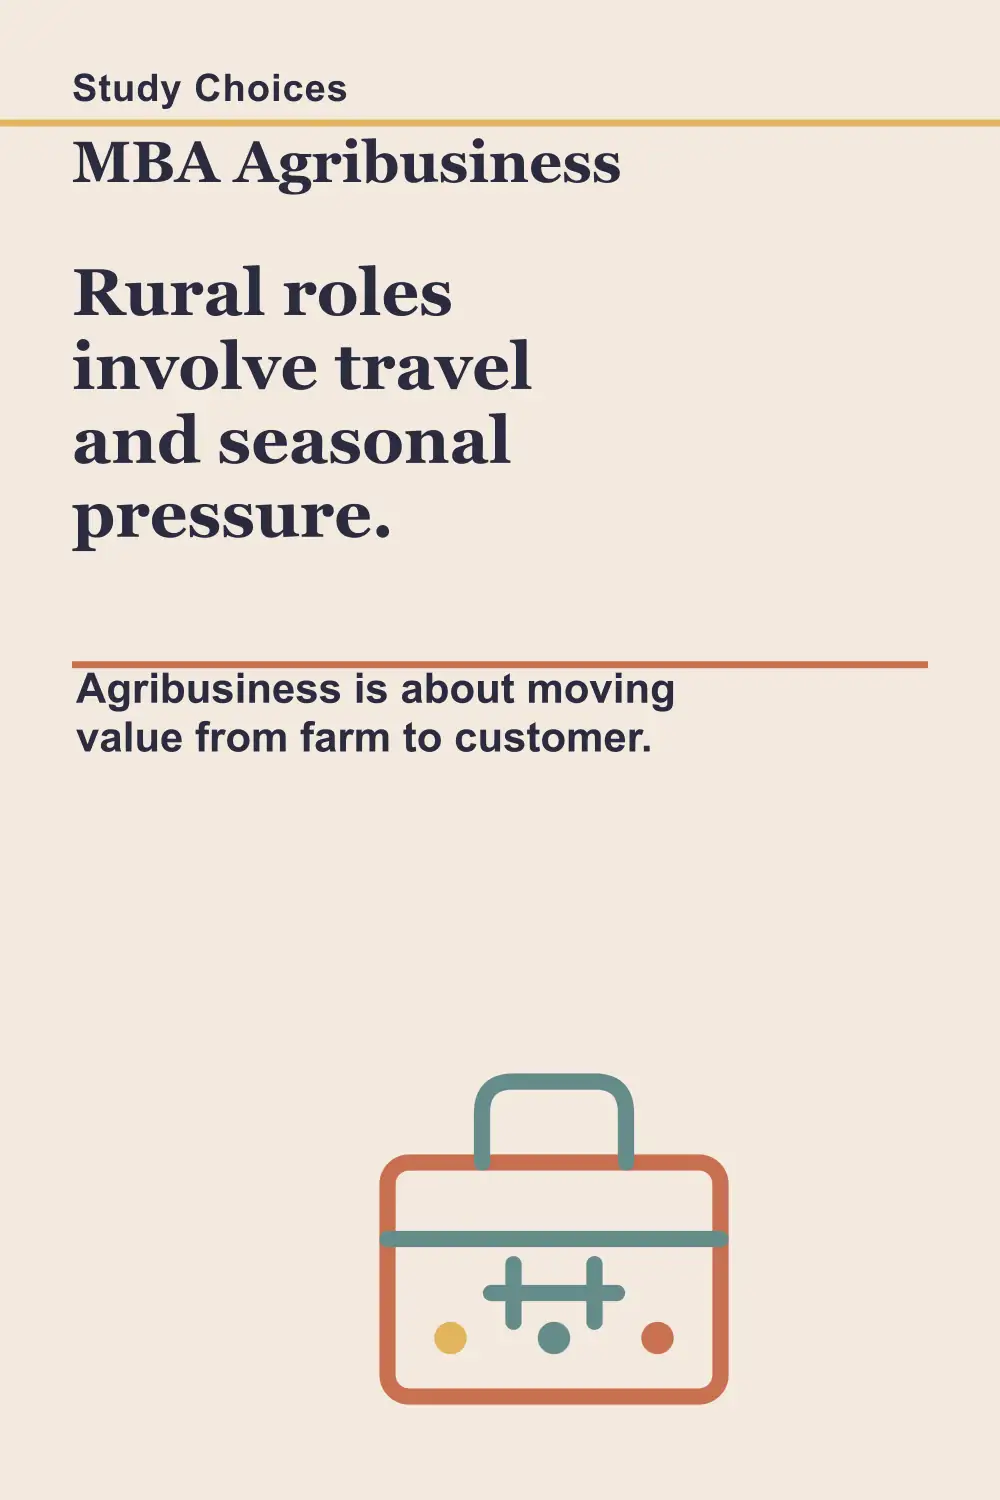 Study Choices
MBA Agribusiness
Rural roles
involve travel
and seasonal
pressure.
Agribusiness is about moving
value from farm to customer.